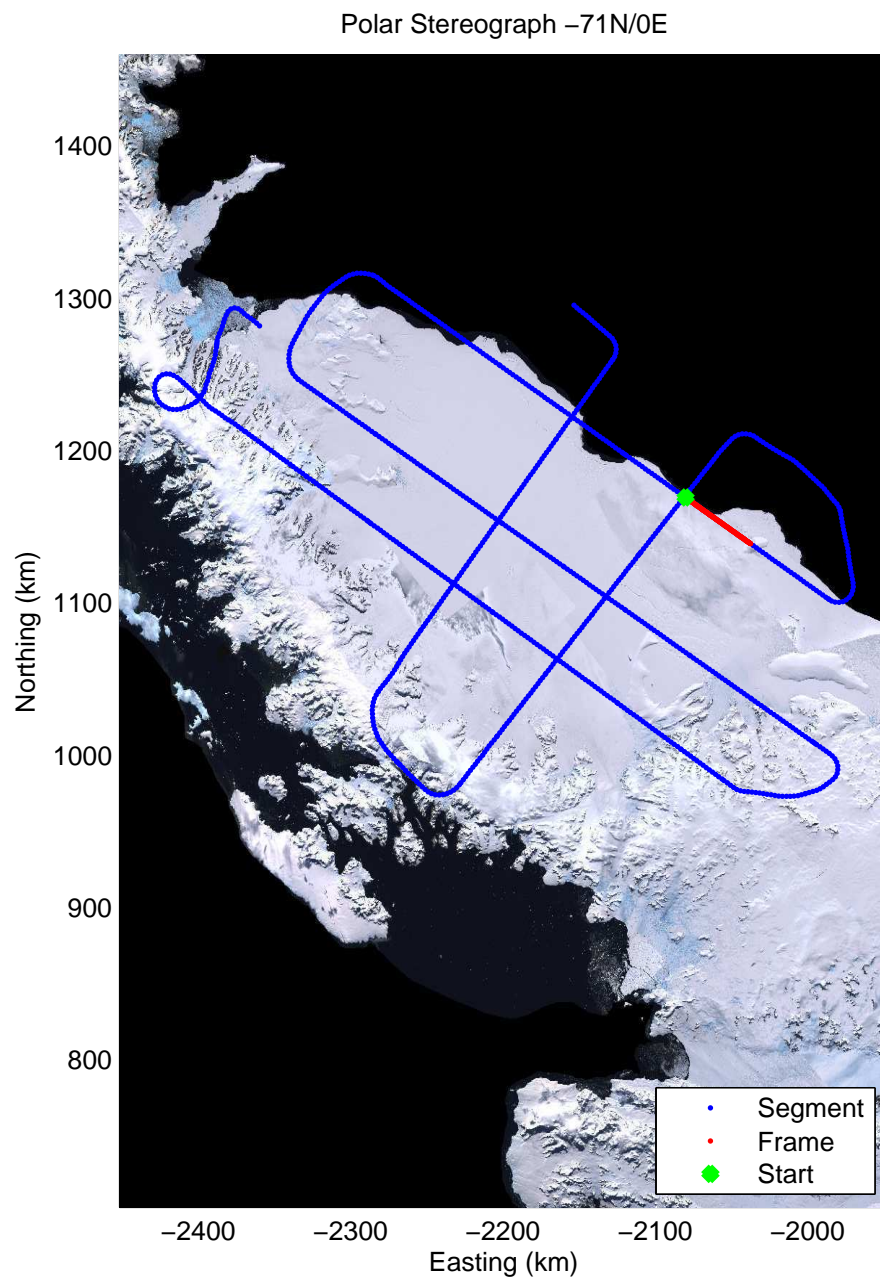 Polar Stereograph −71N/0E
1400
1300
1200
1100
1000
900
800
Northing (km)
Segment
Frame
Start
−2400
−2300
−2200
−2100
−2000
Easting (km)